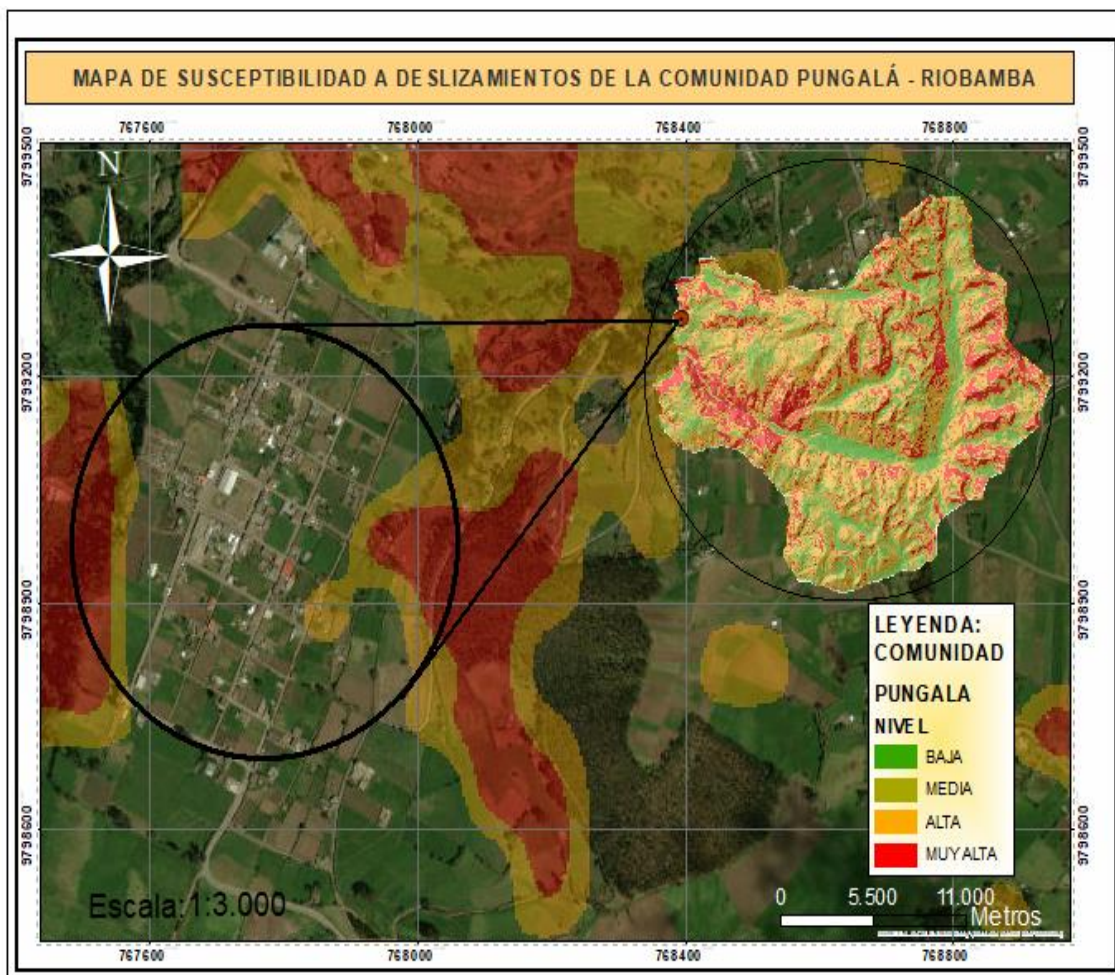 MAPA DE SUSCEPTIBILIDAD A DESLIZAMIENTOS DE LA COMUNIDAD PUNGALÁ - RIOBAMBA
767600 768000 768400 768800
9799500 9799500
N
9799200 9799200
9798900 9798900
LEYENDA:
COMUNIDAD
PUNGALA
NIVEL
BAJA
MEDIA
ALTA
MUY ALTA
9798600 9798600
0 5.500 11.000
Escala:1:3.000
Metros
767600 768000 768400 768800